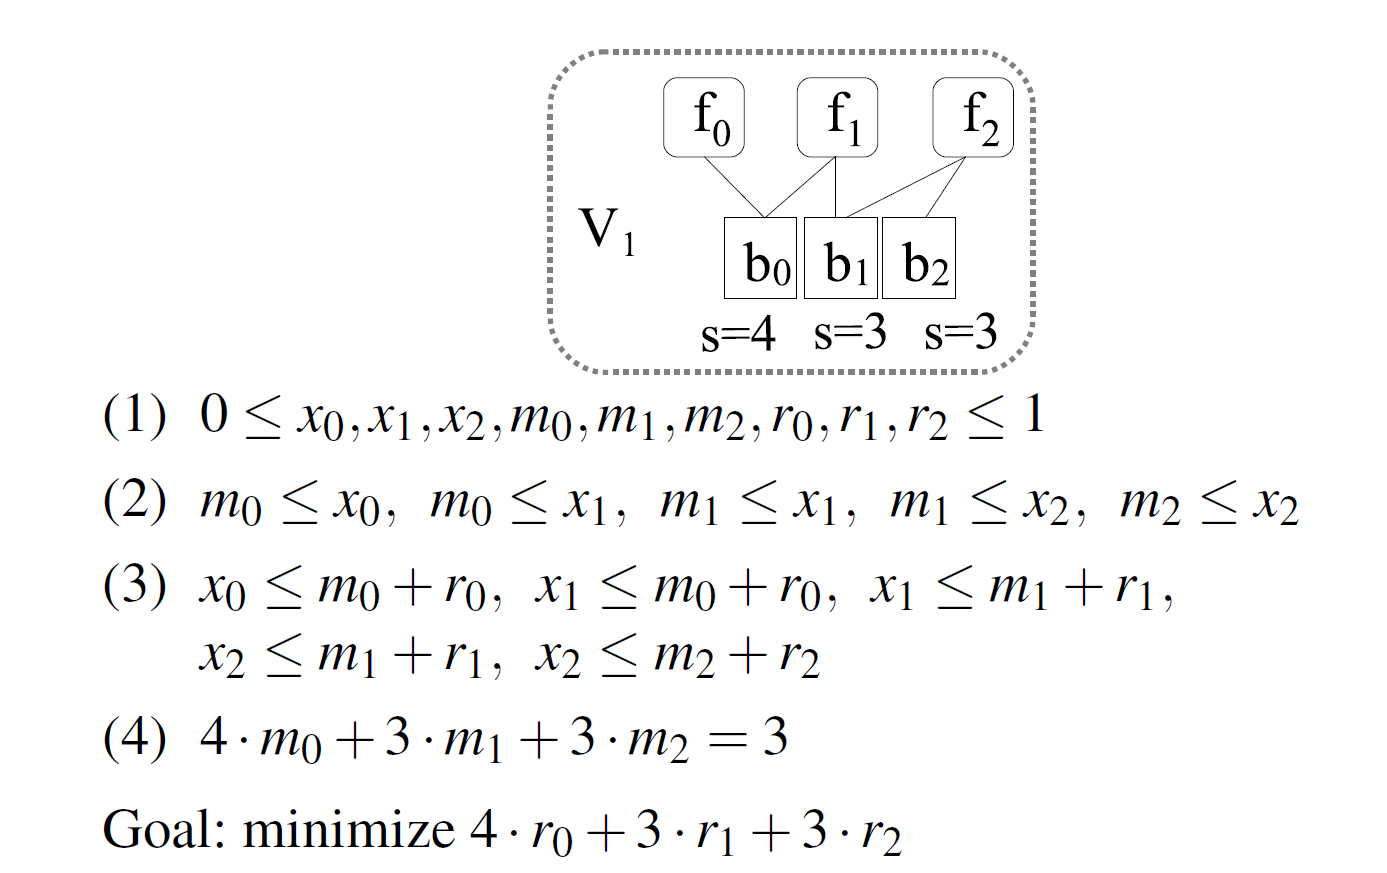 f₀ f₁ f₂
V₁
b₀ b₁ b₂
s=4 s=3 s=3
(1) 0 ≤ x₀, x₁, x₂, m₀, m₁, m₂, r₀, r₁, r₂ ≤ 1
(2) m₀ ≤ x₀, m₀ ≤ x₁, m₁ ≤ x₁, m₁ ≤ x₂, m₂ ≤ x₂
(3) x₀ ≤ m₀ + r₀, x₁ ≤ m₀ + r₀, x₁ ≤ m₁ + r₁,
x₂ ≤ m₁ + r₁, x₂ ≤ m₂ + r₂
(4) 4 · m₀ + 3 · m₁ + 3 · m₂ = 3
Goal: minimize 4 · r₀ + 3 · r₁ + 3 · r₂